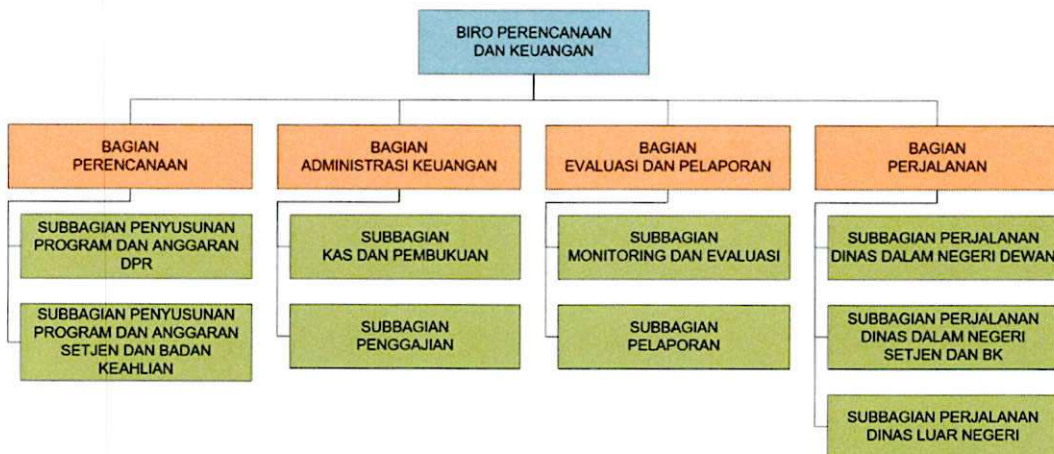 BIRO PERENCANAAN
DAN KEUANGAN
BAGIAN
PERENCANAAN
SUBBAGIAN PENYUSUNAN
PROGRAM DAN ANGGARAN
DPR
SUBBAGIAN PENYUSUNAN
PROGRAM DAN ANGGARAN
SETJEN DAN BADAN
KEAHLIAN
BAGIAN
ADMINISTRASI KEUANGAN
SUBBAGIAN
KAS DAN PEMBUKUAN
SUBBAGIAN
PENGGAJIAN
BAGIAN
EVALUASI DAN PELAPORAN
SUBBAGIAN
MONITORING DAN EVALUASI
SUBBAGIAN
PELAPORAN
BAGIAN
PERJALANAN
SUBBAGIAN PERJALANAN
DINAS DALAM NEGERI DEWAN
SUBBAGIAN PERJALANAN
DINAS DALAM NEGERI
SETJEN DAN BK
SUBBAGIAN PERJALANAN
DINAS LUAR NEGERI